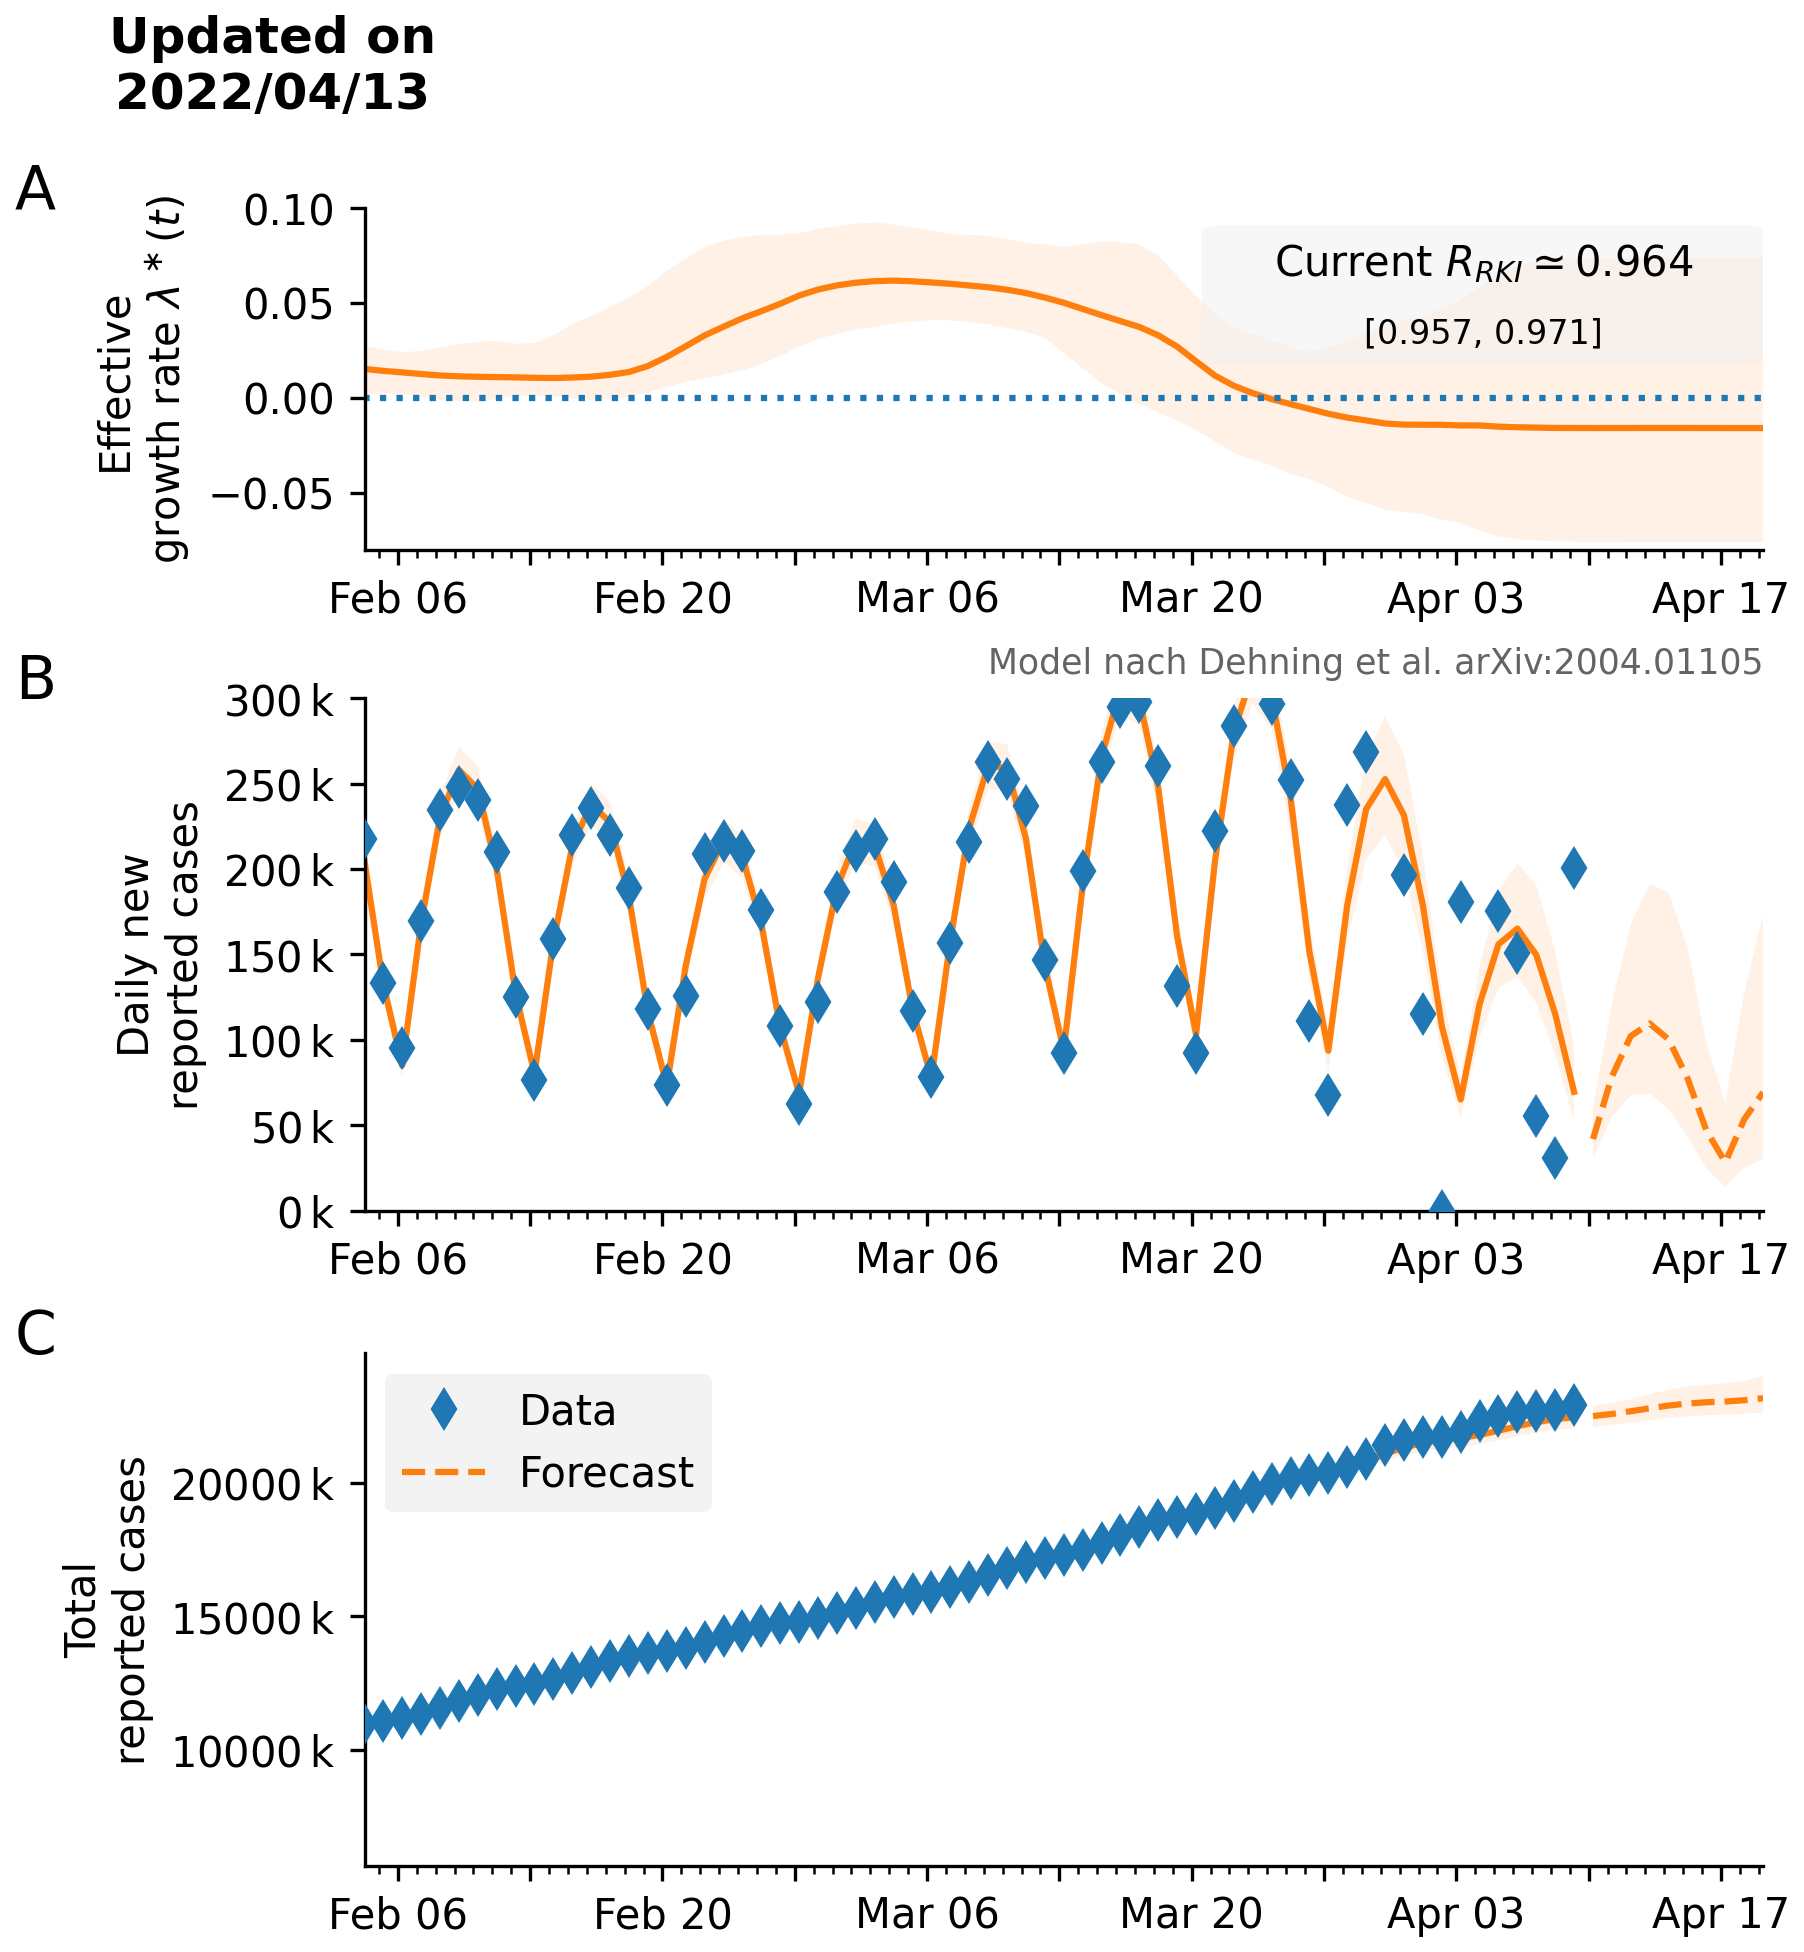 Updated on
2022/04/13
A
Effective
growth rate λ * (t)
0.10
0.05
0.00
−0.05
Current R_RKI ≃ 0.964
[0.957, 0.971]
Feb 06 Feb 20 Mar 06 Mar 20 Apr 03 Apr 17
Model nach Dehning et al. arXiv:2004.01105
B
Daily new
reported cases
300 k
250 k
200 k
150 k
100 k
50 k
0 k
Feb 06 Feb 20 Mar 06 Mar 20 Apr 03 Apr 17
C
Total
reported cases
Data
Forecast
20000 k
15000 k
10000 k
Feb 06 Feb 20 Mar 06 Mar 20 Apr 03 Apr 17